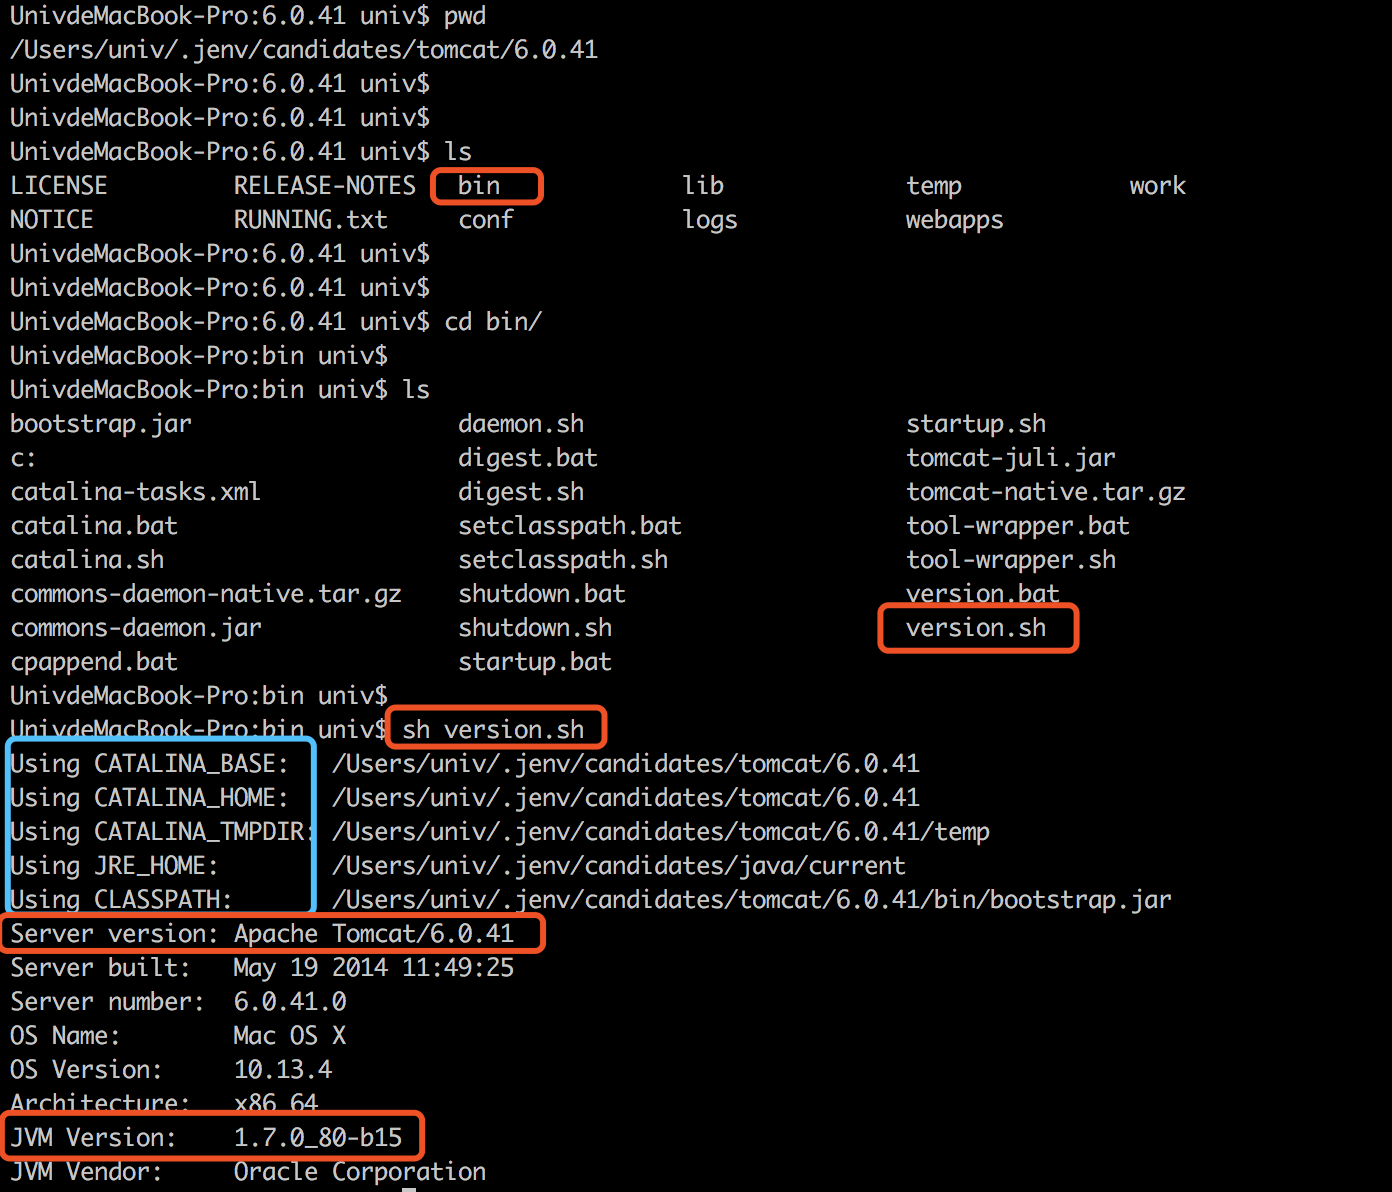 UnivdeMacBook-Pro:6.0.41 univ$ pwd
/Users/univ/.jenv/candidates/tomcat/6.0.41
UnivdeMacBook-Pro:6.0.41 univ$
UnivdeMacBook-Pro:6.0.41 univ$
UnivdeMacBook-Pro:6.0.41 univ$ ls
LICENSE         RELEASE-NOTES   bin             lib             temp            work
NOTICE          RUNNING.txt     conf            logs            webapps
UnivdeMacBook-Pro:6.0.41 univ$
UnivdeMacBook-Pro:6.0.41 univ$
UnivdeMacBook-Pro:6.0.41 univ$ cd bin/
UnivdeMacBook-Pro:bin univ$
UnivdeMacBook-Pro:bin univ$ ls
bootstrap.jar                   daemon.sh                       startup.sh
c:                              digest.bat                      tomcat-juli.jar
catalina-tasks.xml              digest.sh                       tomcat-native.tar.gz
catalina.bat                    setclasspath.bat                tool-wrapper.bat
catalina.sh                     setclasspath.sh                 tool-wrapper.sh
commons-daemon-native.tar.gz    shutdown.bat                    version.bat
commons-daemon.jar              shutdown.sh                     version.sh
cpappend.bat                    startup.bat
UnivdeMacBook-Pro:bin univ$
UnivdeMacBook-Pro:bin univ$ sh version.sh
Using CATALINA_BASE:   /Users/univ/.jenv/candidates/tomcat/6.0.41
Using CATALINA_HOME:   /Users/univ/.jenv/candidates/tomcat/6.0.41
Using CATALINA_TMPDIR: /Users/univ/.jenv/candidates/tomcat/6.0.41/temp
Using JRE_HOME:        /Users/univ/.jenv/candidates/java/current
Using CLASSPATH:       /Users/univ/.jenv/candidates/tomcat/6.0.41/bin/bootstrap.jar
Server version: Apache Tomcat/6.0.41
Server built:   May 19 2014 11:49:25
Server number:  6.0.41.0
OS Name:        Mac OS X
OS Version:     10.13.4
Architecture:   x86_64
JVM Version:    1.7.0_80-b15
JVM Vendor:     Oracle Corporation